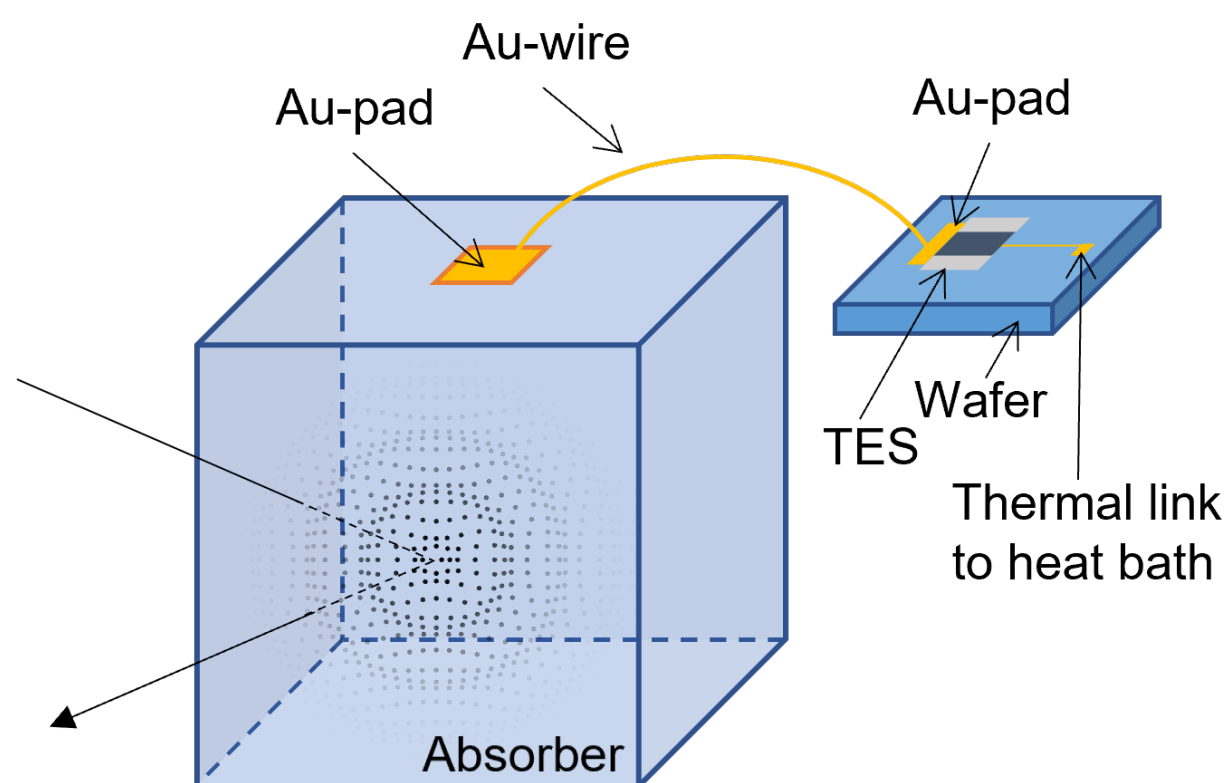 Au-wire
Au-pad
Au-pad
Wafer
TES
Thermal link
to heat bath
Absorber